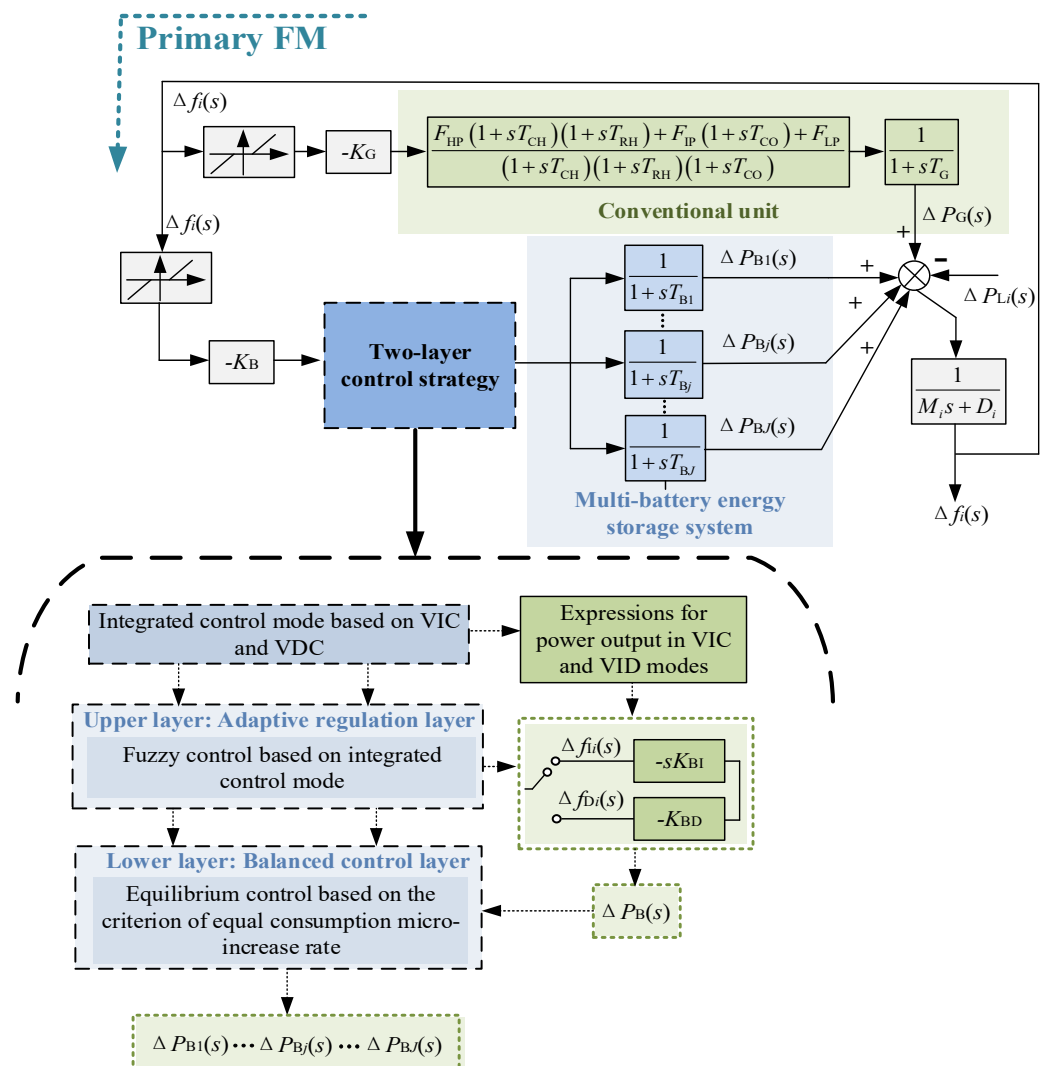 Primary FM
Δ fi(s)
-KG
FHP(1+sTCH)(1+sTRH)+FIP(1+sTCO)+FLP
(1+sTCH)(1+sTRH)(1+sTCO)
1
1+sTG
Conventional unit
Δ PG(s)
Δ fi(s)
+
-
Δ PLi(s)
1
1+sTB1
Δ PB1(s)
+
-KB
Two-layer
control strategy
1
1+sTBj
Δ PBj(s)
+
1
1+sTBJ
Δ PBJ(s)
+
1
Mis+Di
Multi-battery energy
storage system
Δ fi(s)
Integrated control mode based on VIC
and VDC
Expressions for
power output in VIC
and VID modes
Upper layer: Adaptive regulation layer
Fuzzy control based on integrated
control mode
Δ fIi(s)
-sKBI
Δ fDi(s)
-KBD
Lower layer: Balanced control layer
Equilibrium control based on the
criterion of equal consumption micro-
increase rate
Δ PB(s)
Δ PB1(s) ••• Δ PBj(s) ••• Δ PBJ(s)